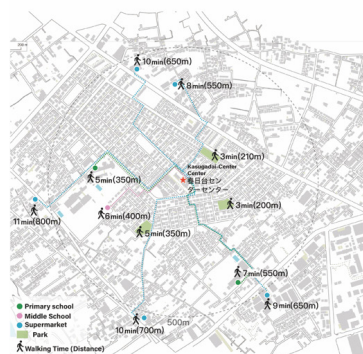 10min(650m)
8min(550m)
3min(210m)
Kasugadai-Center
Center
春日台セン
ターセンター
5min(350m)
3min(200m)
6min(400m)
11min(800m)
5min(350m)
7min(550m)
9min(650m)
10min(700m)
500m
Primary school
Middle School
Supermarket
Park
Walking Time (Distance)